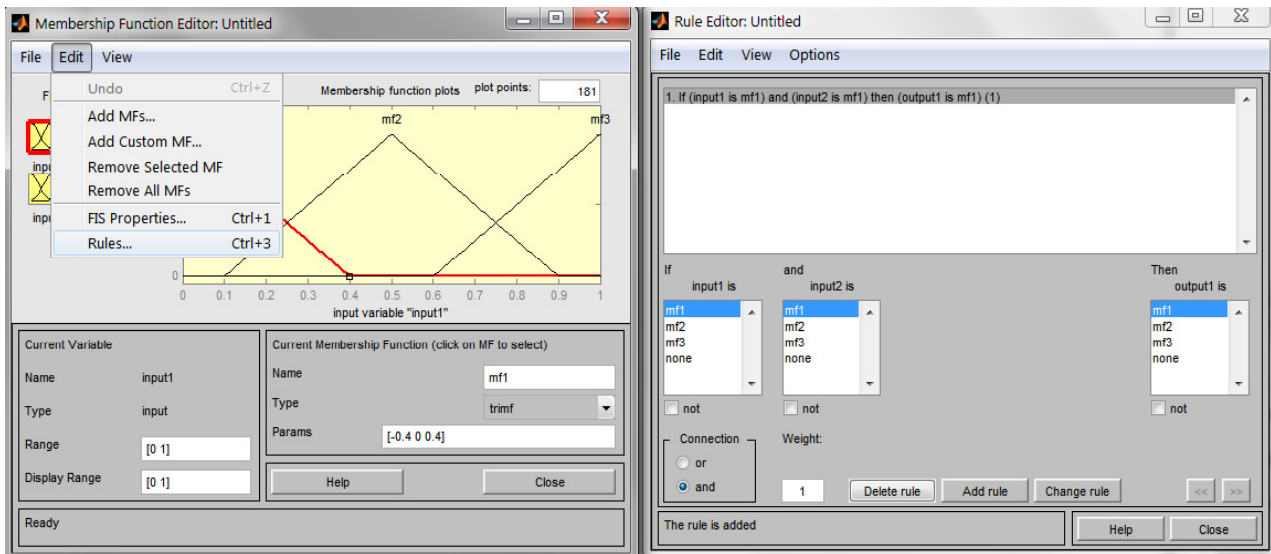 Membership Function Editor: Untitled
File Edit View
Undo Ctrl+Z
Add MFs...
Add Custom MF...
Remove Selected MF
Remove All MFs
FIS Properties... Ctrl+1
Rules... Ctrl+3
Membership function plots plot points: 181
mf2 mf3
0
0 0.1 0.2 0.3 0.4 0.5 0.6 0.7 0.8 0.9 1
input variable "input1"
Current Variable
Name input1
Type input
Range [0 1]
Display Range [0 1]
Current Membership Function (click on MF to select)
Name mf1
Type trimf
Params [-0.4 0 0.4]
Help Close
Ready
Rule Editor: Untitled
File Edit View Options
1. If (input1 is mf1) and (input2 is mf1) then (output1 is mf1) (1)
If and Then
input1 is input2 is output1 is
mf1 mf1 mf1
mf2 mf2 mf2
mf3 mf3 mf3
none none none
not not not
Connection Weight:
or
and 1 Delete rule Add rule Change rule << >>
The rule is added Help Close